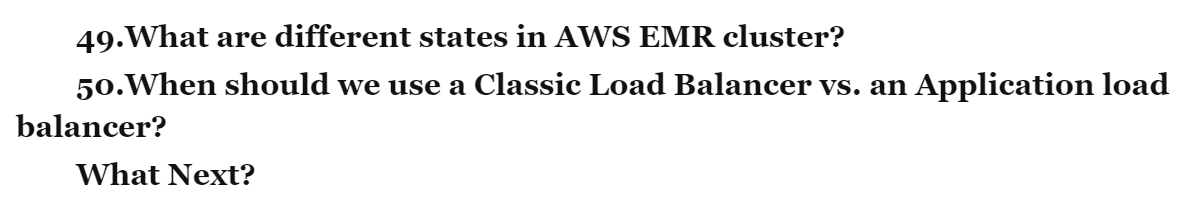 49.What are different states in AWS EMR cluster?
50.When should we use a Classic Load Balancer vs. an Application load
balancer?
What Next?